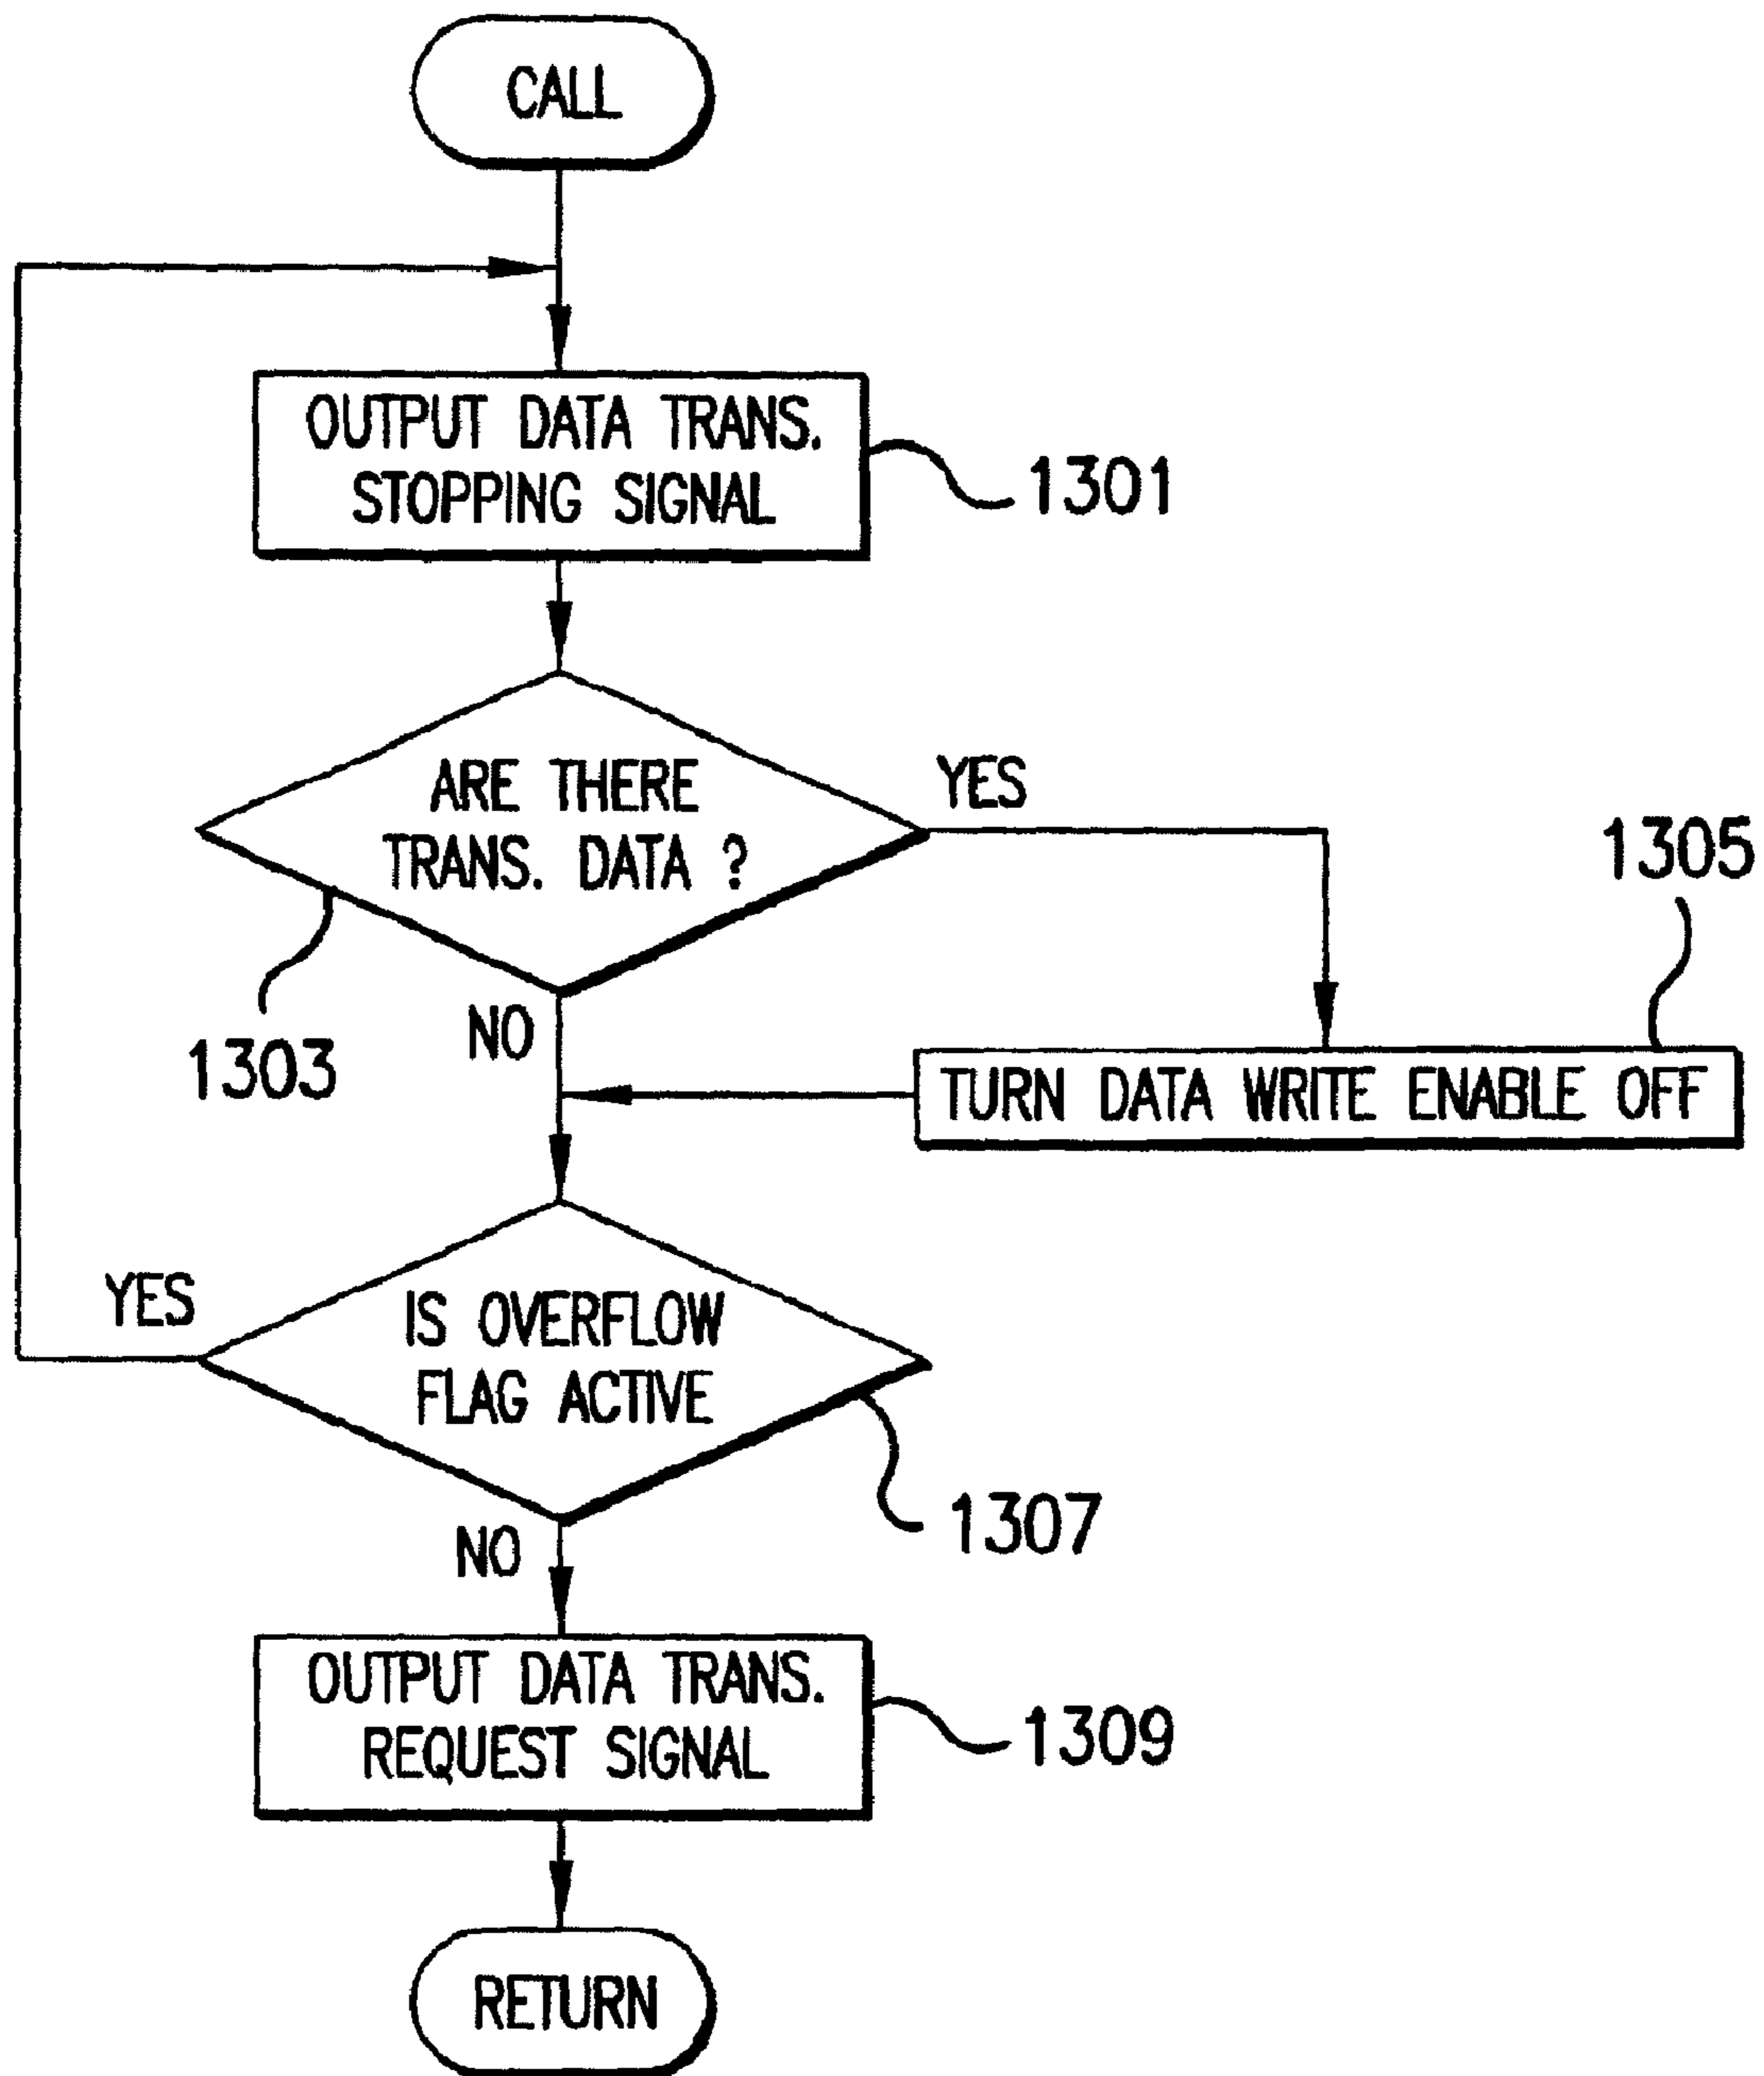 CALL
OUTPUT DATA TRANS.
STOPPING SIGNAL
1301
ARE THERE
TRANS. DATA ?
YES
1303
NO
1305
TURN DATA WRITE ENABLE OFF
YES
IS OVERFLOW
FLAG ACTIVE
1307
NO
OUTPUT DATA TRANS.
REQUEST SIGNAL
1309
RETURN